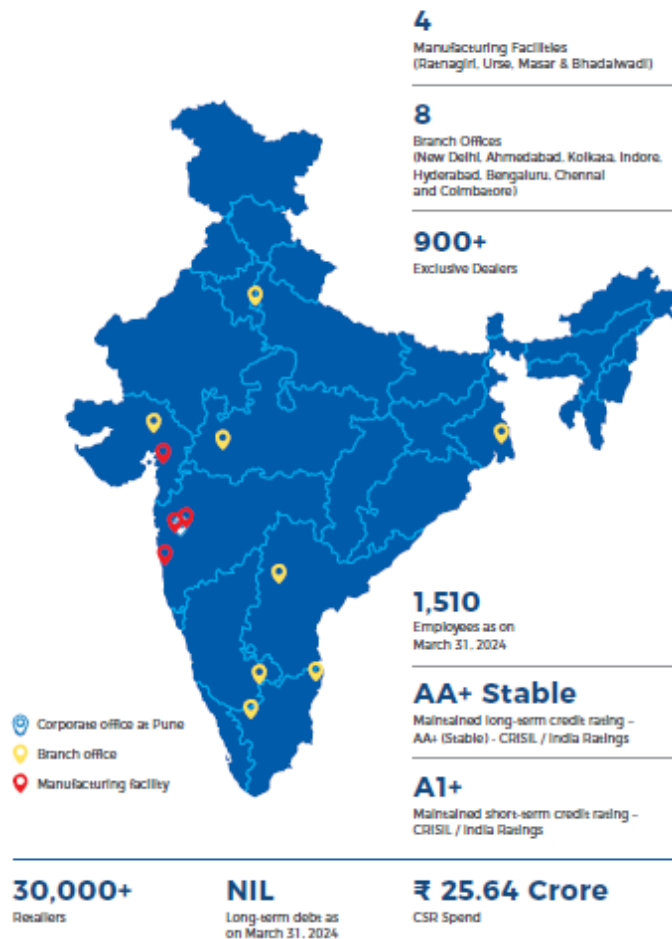 4
Manufacturing Facilities
(Ratnagiri, Urse, Masar & Bhadalwadi)
8
Branch Offices
(New Delhi, Ahmedabad, Kolkata, Indore,
Hyderabad, Bengaluru, Chennai
and Coimbatore)
900+
Exclusive Dealers
1,510
Employees as on
March 31, 2024
AA+ Stable
Maintained long-term credit rating –
AA+ (Stable) - CRISIL / India Ratings
A1+
Maintained short-term credit rating –
CRISIL / India Ratings
Corporate office at Pune
Branch office
Manufacturing facility
30,000+
Retailers
NIL
Long-term debt as
on March 31, 2024
₹ 25.64 Crore
CSR Spend